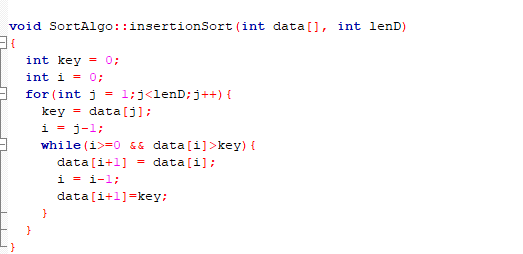 void SortAlgo::insertionSort(int data[], int lenD)
{
  int key = 0;
  int i = 0;
  for(int j = 1;j<lenD;j++){
    key = data[j];
    i = j-1;
    while(i>=0 && data[i]>key){
      data[i+1] = data[i];
      i = i-1;
      data[i+1]=key;
    }
  }
}